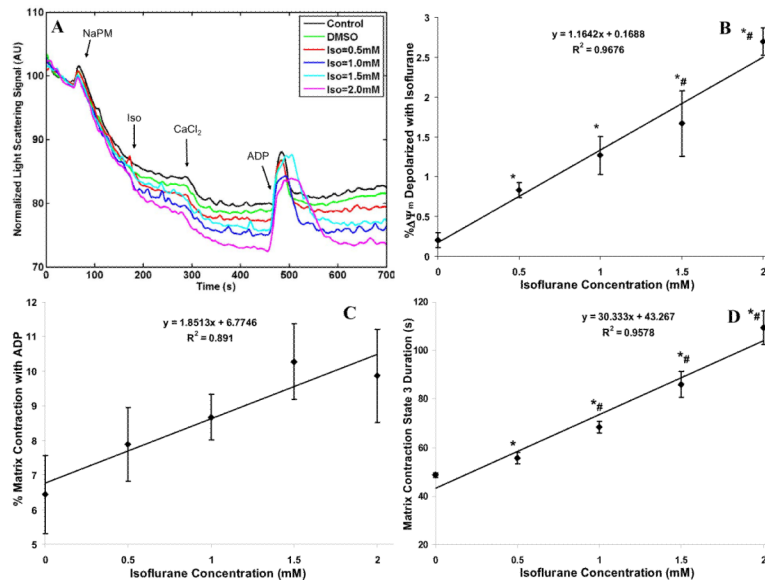 A
NaPM
Iso
CaCl2
ADP
Control
DMSO
Iso=0.5mM
Iso=1.0mM
Iso=1.5mM
Iso=2.0mM
Normalized Light Scattering Signal (AU)
110
100
90
80
70
0 100 200 300 400 500 600 700
Time (s)
B
y = 1.1642x + 0.1688
R2 = 0.9676
*
*
*#
*#
%ΔΨm Depolarized with Isoflurane
3
2.5
2
1.5
1
0.5
0
0 0.5 1 1.5 2
Isoflurane Concentration (mM)
C
y = 1.8513x + 6.7746
R2 = 0.891
% Matrix Contraction with ADP
12
11
10
9
8
7
6
5
0 0.5 1 1.5 2
Isoflurane Concentration (mM)
D
y = 30.333x + 43.267
R2 = 0.9578
*
*#
*#
*#
Matrix Contraction State 3 Duration (s)
120
100
80
60
40
20
0
0 0.5 1 1.5 2
Isoflurane Concentration (mM)